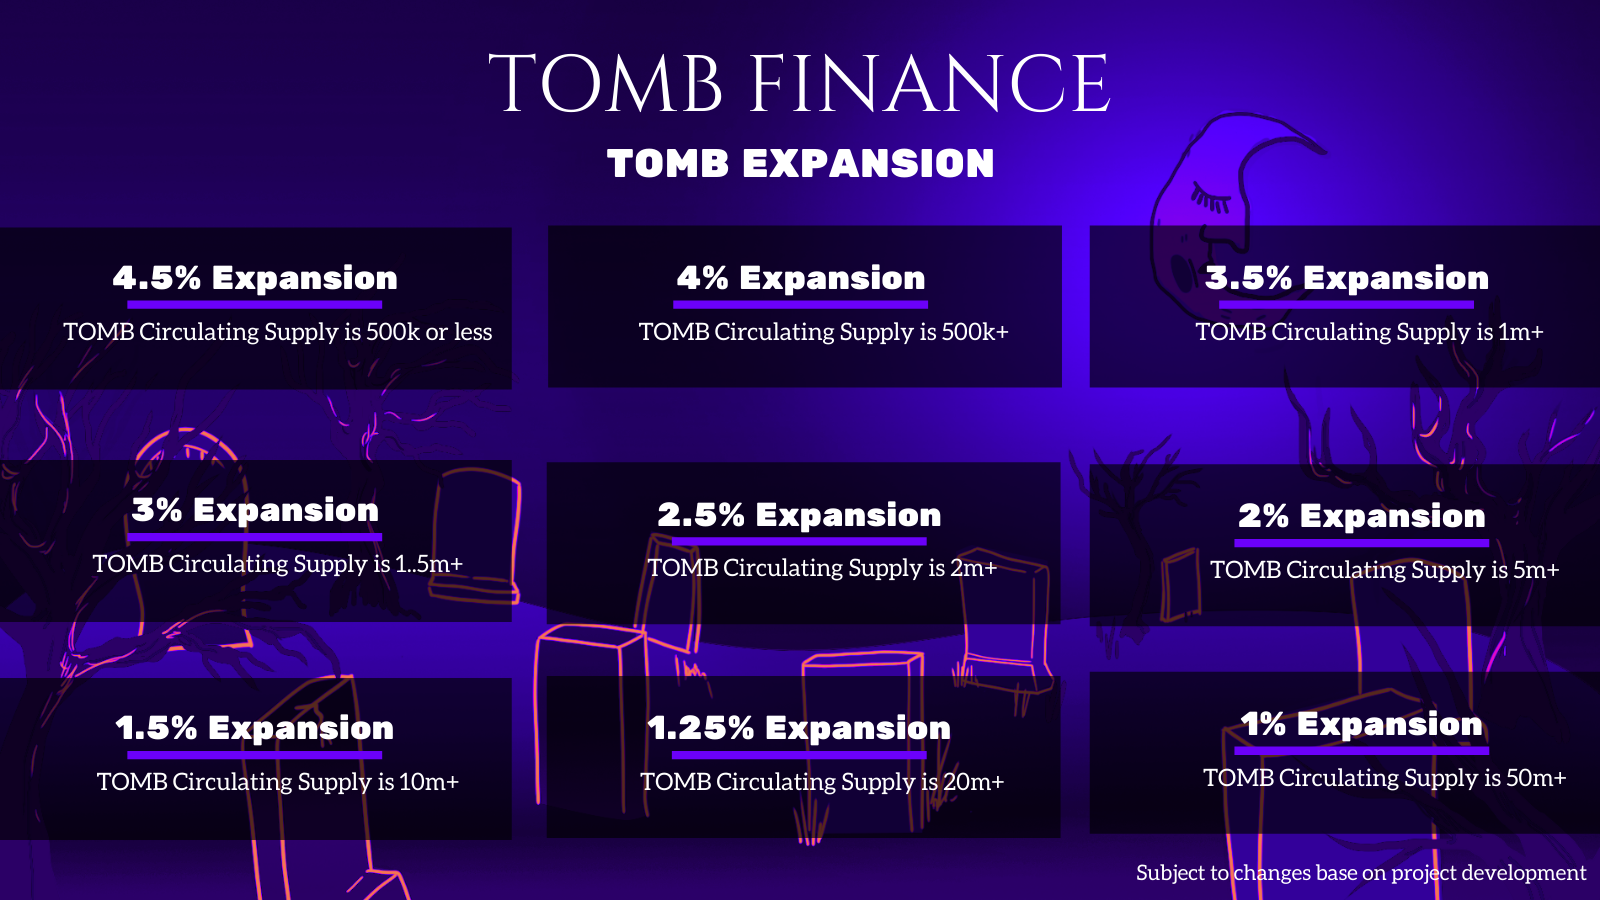 TOMB FINANCE
TOMB EXPANSION
4.5% Expansion
TOMB Circulating Supply is 500k or less
4% Expansion
TOMB Circulating Supply is 500k+
3.5% Expansion
TOMB Circulating Supply is 1m+
3% Expansion
TOMB Circulating Supply is 1..5m+
2.5% Expansion
TOMB Circulating Supply is 2m+
2% Expansion
TOMB Circulating Supply is 5m+
1.5% Expansion
TOMB Circulating Supply is 10m+
1.25% Expansion
TOMB Circulating Supply is 20m+
1% Expansion
TOMB Circulating Supply is 50m+
Subject to changes base on project development